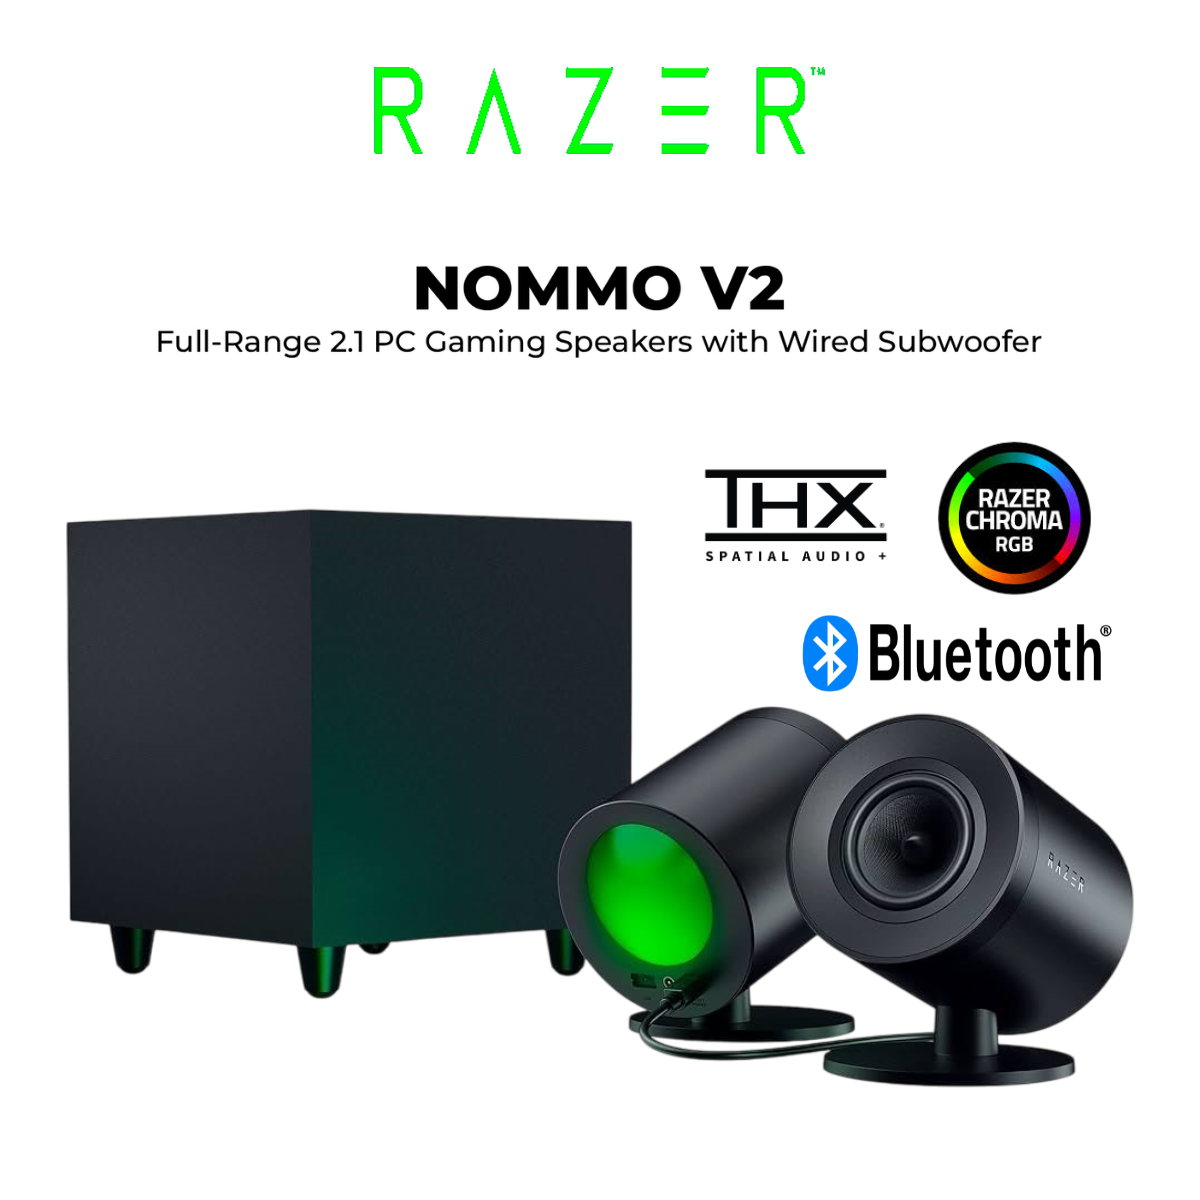 RAZER™
NOMMO V2
Full-Range 2.1 PC Gaming Speakers with Wired Subwoofer
THX®
SPATIAL AUDIO +
RAZER
CHROMA
RGB
Bluetooth®
RAZER